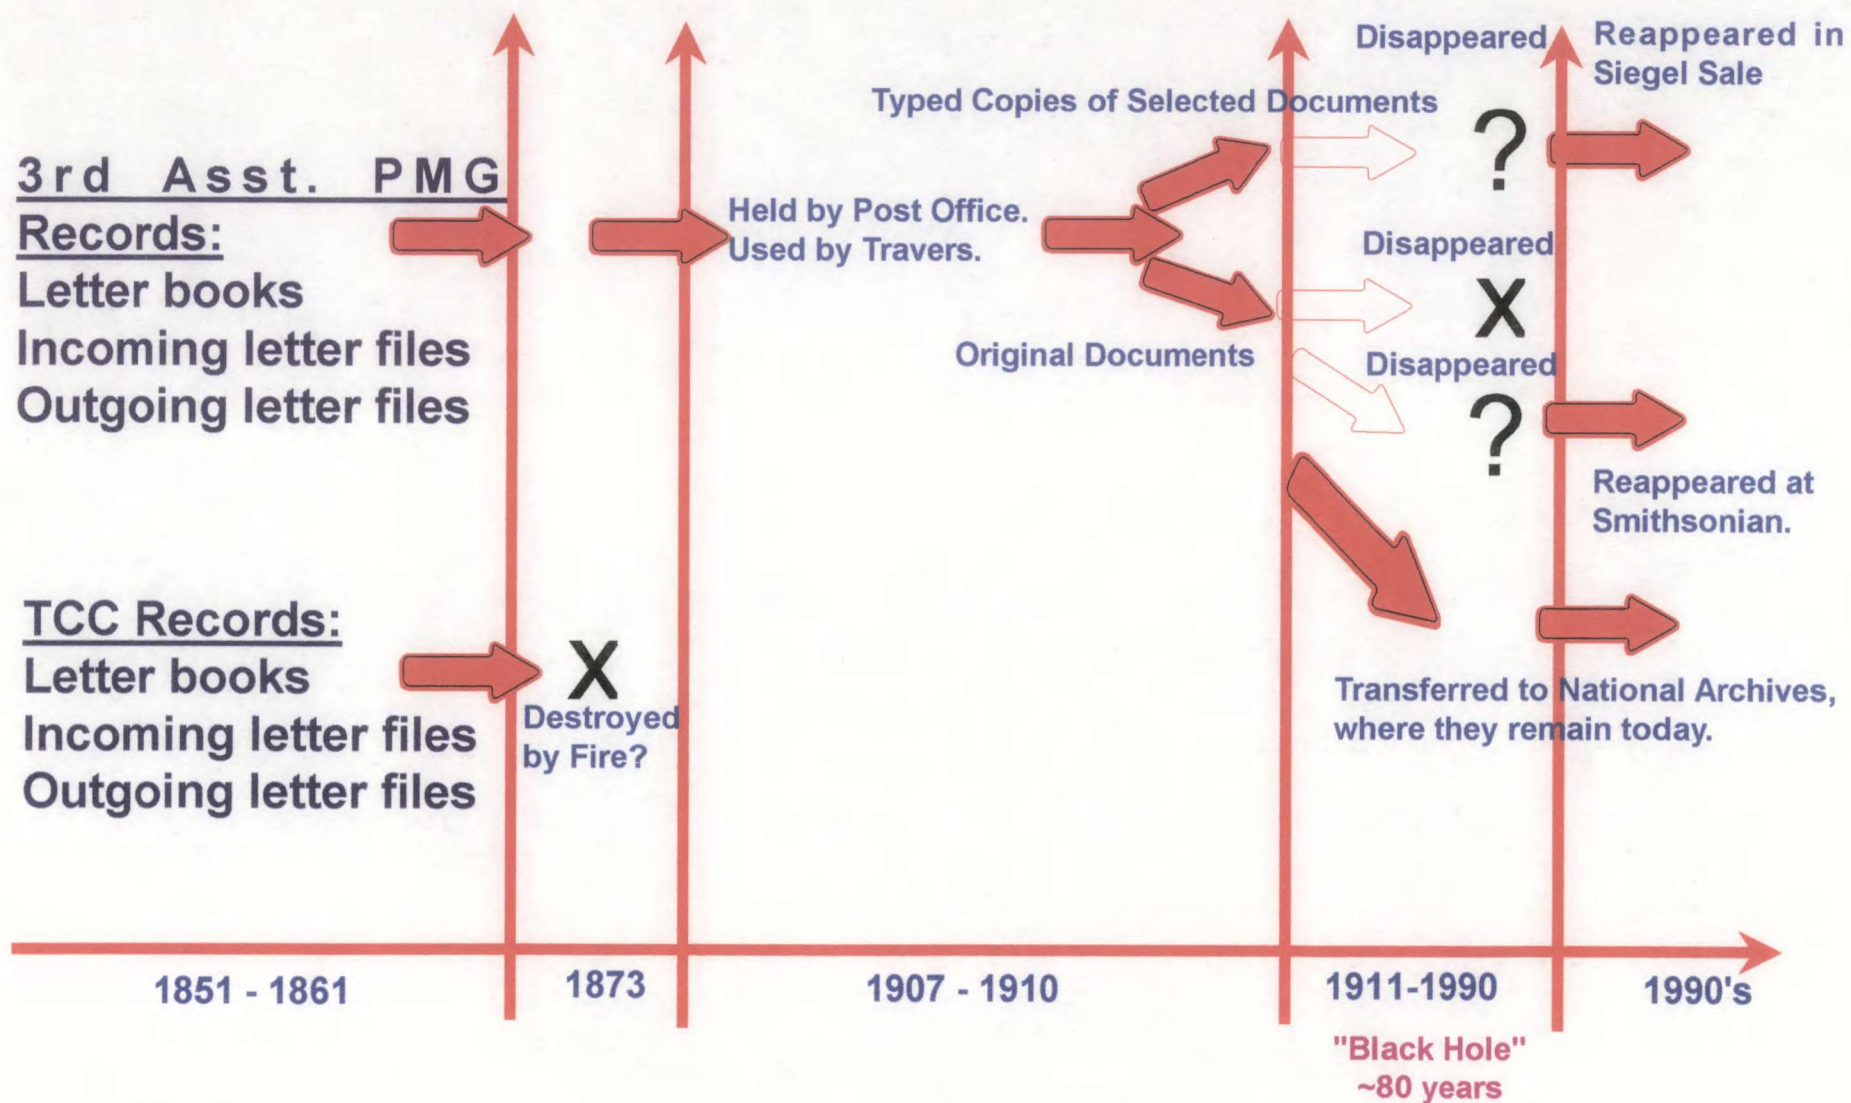 3rd Asst. PMG
Records:
Letter books
Incoming letter files
Outgoing letter files
TCC Records:
Letter books
Incoming letter files
Outgoing letter files
X
Destroyed
by Fire?
Held by Post Office.
Used by Travers.
Typed Copies of Selected Documents
Original Documents
Disappeared
?
Disappeared
X
Disappeared
?
Reappeared in
Siegel Sale
Reappeared at
Smithsonian.
Transferred to National Archives,
where they remain today.
1851 - 1861
1873
1907 - 1910
1911-1990
1990's
"Black Hole"
~80 years